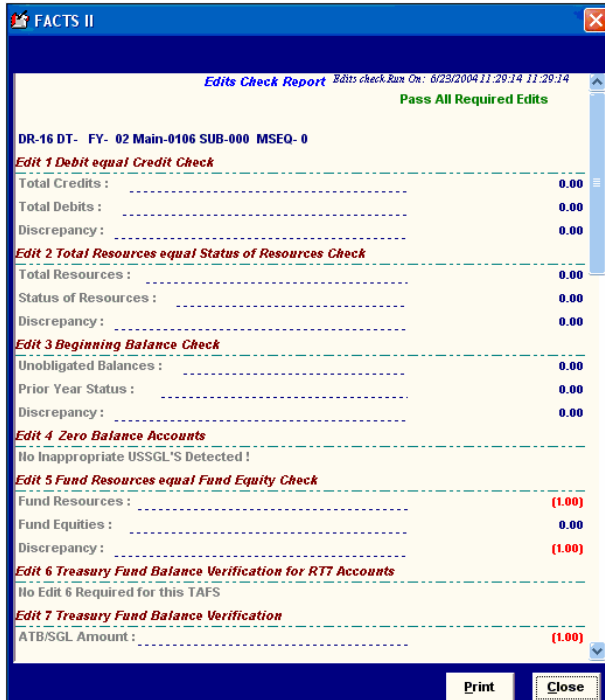 FACTS II
Edits Check Report Edits check Run On: 6/23/2004 11:29:14 11:29:14
Pass All Required Edits
DR-16 DT- FY- 02 Main-0106 SUB-000 MSEQ- 0
Edit 1 Debit equal Credit Check
Total Credits : 0.00
Total Debits : 0.00
Discrepancy : 0.00
Edit 2 Total Resources equal Status of Resources Check
Total Resources : 0.00
Status of Resources : 0.00
Discrepancy : 0.00
Edit 3 Beginning Balance Check
Unobligated Balances : 0.00
Prior Year Status : 0.00
Discrepancy : 0.00
Edit 4 Zero Balance Accounts
No Inappropriate USSGL'S Detected !
Edit 5 Fund Resources equal Fund Equity Check
Fund Resources : (1.00)
Fund Equities : 0.00
Discrepancy : (1.00)
Edit 6 Treasury Fund Balance Verification for RT7 Accounts
No Edit 6 Required for this TAFS
Edit 7 Treasury Fund Balance Verification
ATB/SGL Amount : (1.00)
Print Close